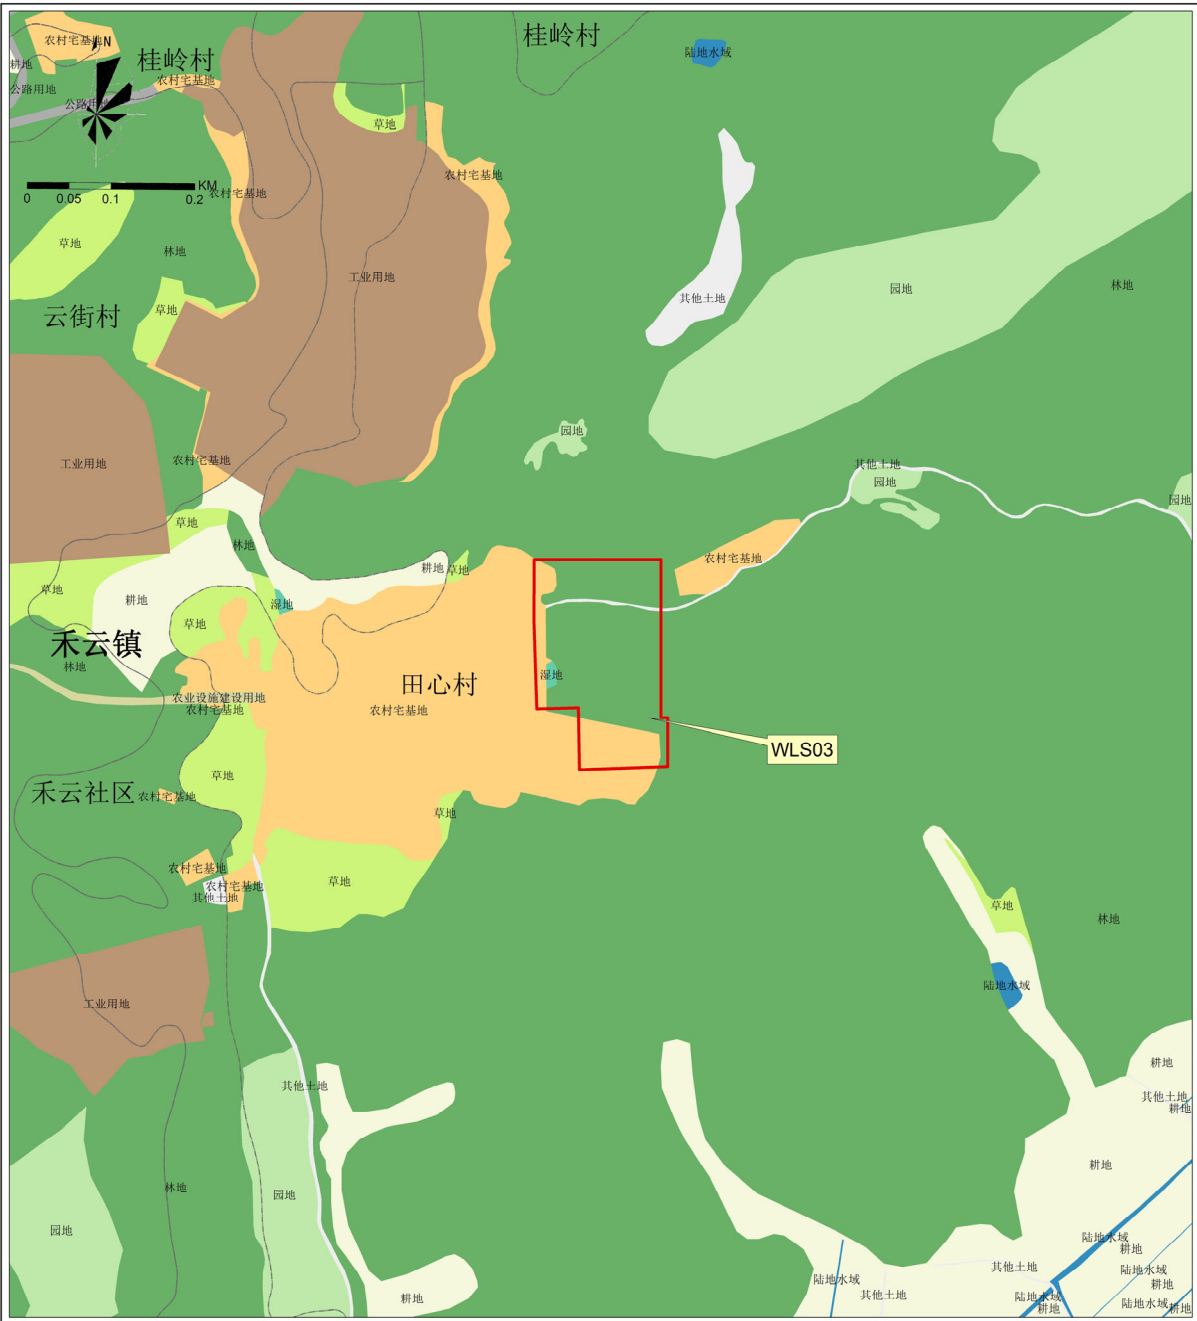 桂岭村
农村宅基地
N
桂岭村
陆地水域
耕地
农村宅基地
公路用地
公路用地
草地
农村宅基地
KM
0
0.05
0.1
0.2
农村宅基地
草地
林地
工业用地
林地
园地
其他土地
草地
云街村
园地
工业用地
农村宅基地
其他土地
园地
园地
草地
林地
农村宅基地
耕地
草地
草地
耕地
湿地
草地
禾云镇
林地
湿地
田心村
农业设施建设用地
农村宅基地
农村宅基地
WLS03
草地
禾云社区
农村宅基地
草地
农村宅基地
草地
农村宅基地
其他土地
草地
林地
陆地水域
工业用地
耕地
其他土地
其他土地
耕地
耕地
林地
园地
园地
陆地水域
耕地
其他土地
陆地水域
陆地水域
耕地
其他土地
耕地
陆地水域
陆地水域
耕地
耕地